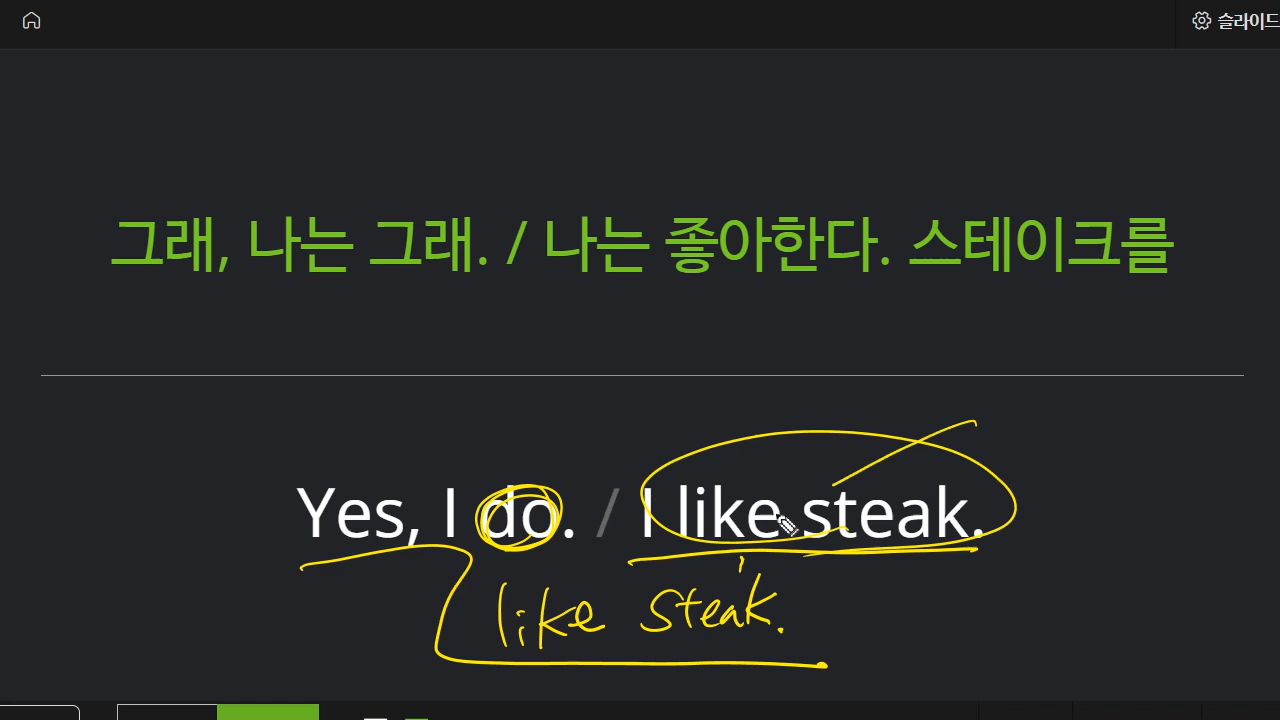 슬라이드
그래, 나는 그래. / 나는 좋아한다. 스테이크를
Yes, I do. / I like steak.
like steak.